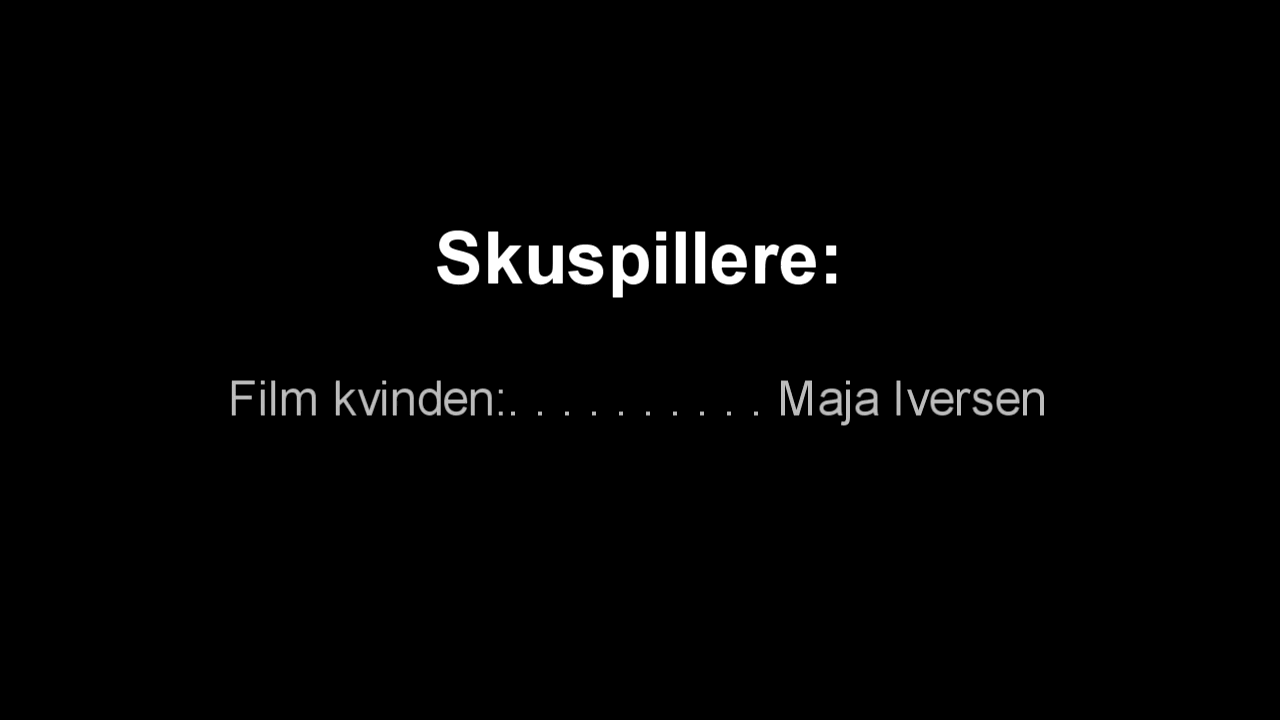 Skuspillere:
Film kvinden:. . . . . . . . . . Maja Iversen